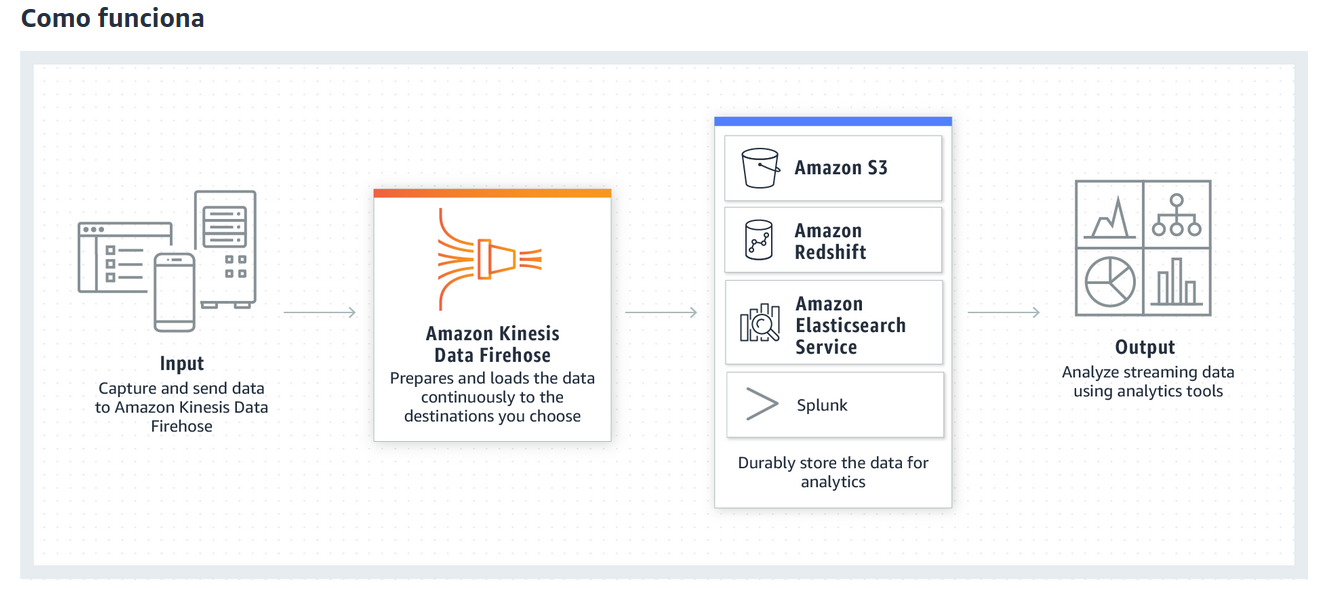 Como funciona
Input
Capture and send data
to Amazon Kinesis Data
Firehose
Amazon Kinesis
Data Firehose
Prepares and loads the data
continuously to the
destinations you choose
Amazon S3
Amazon
Redshift
Amazon
Elasticsearch
Service
Splunk
Durably store the data for
analytics
Output
Analyze streaming data
using analytics tools